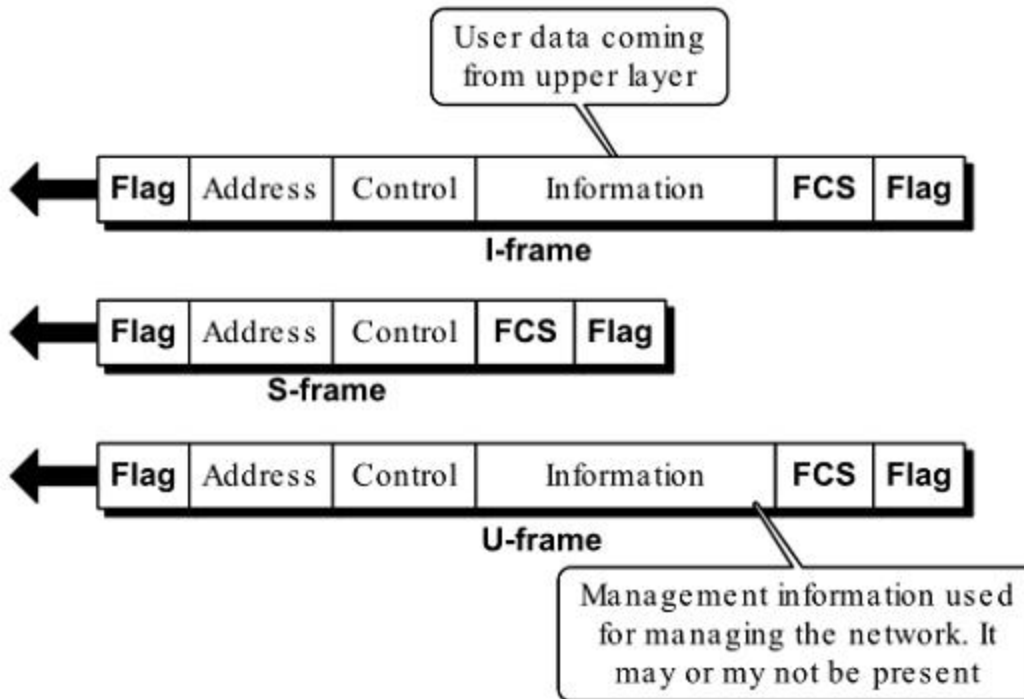 User data coming
from upper layer
Flag Address Control Information FCS Flag
I-frame
Flag Address Control FCS Flag
S-frame
Flag Address Control Information FCS Flag
U-frame
Management information used
for managing the network. It
may or my not be present